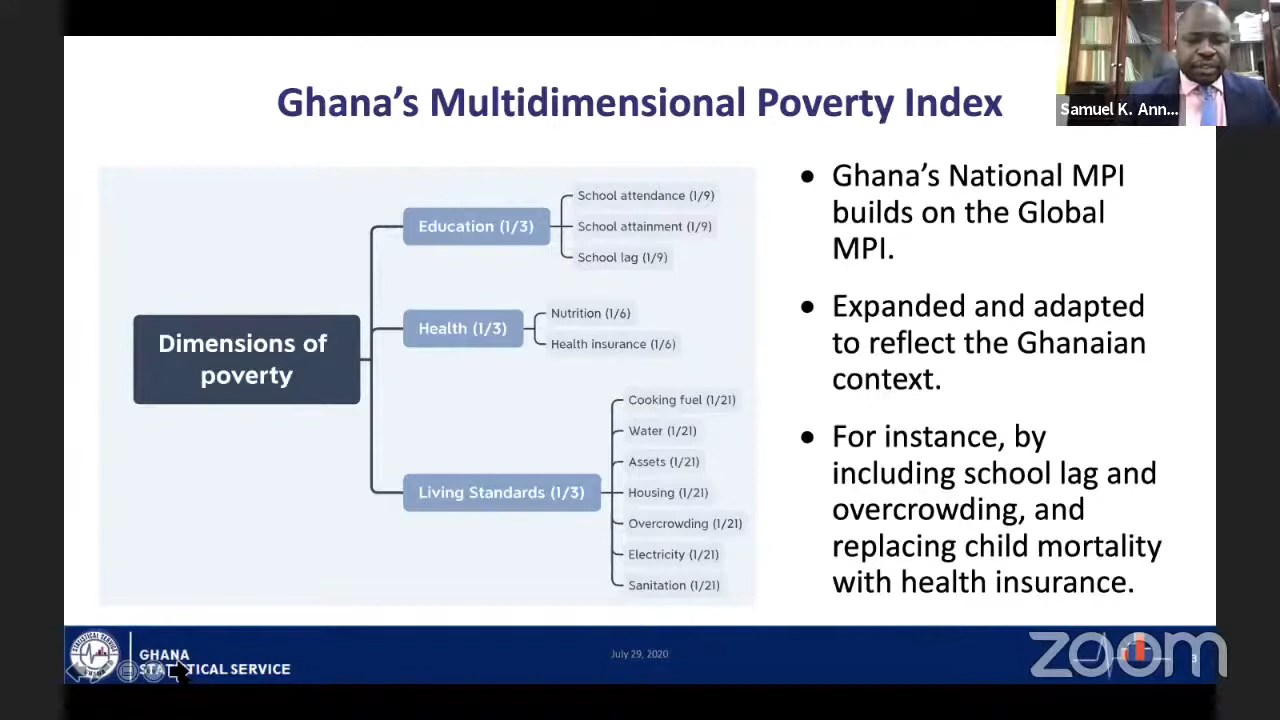 Ghana's Multidimensional Poverty Index
Samuel K. Ann...
Dimensions of
poverty
Education (1/3)
School attendance (1/9)
School attainment (1/9)
School lag (1/9)
Health (1/3)
Nutrition (1/6)
Health insurance (1/6)
Living Standards (1/3)
Cooking fuel (1/21)
Water (1/21)
Assets (1/21)
Housing (1/21)
Overcrowding (1/21)
Electricity (1/21)
Sanitation (1/21)
• Ghana's National MPI
builds on the Global
MPI.
• Expanded and adapted
to reflect the Ghanaian
context.
• For instance, by
including school lag and
overcrowding, and
replacing child mortality
with health insurance.
GHANA
STATISTICAL SERVICE
July 29, 2020
zoom
3